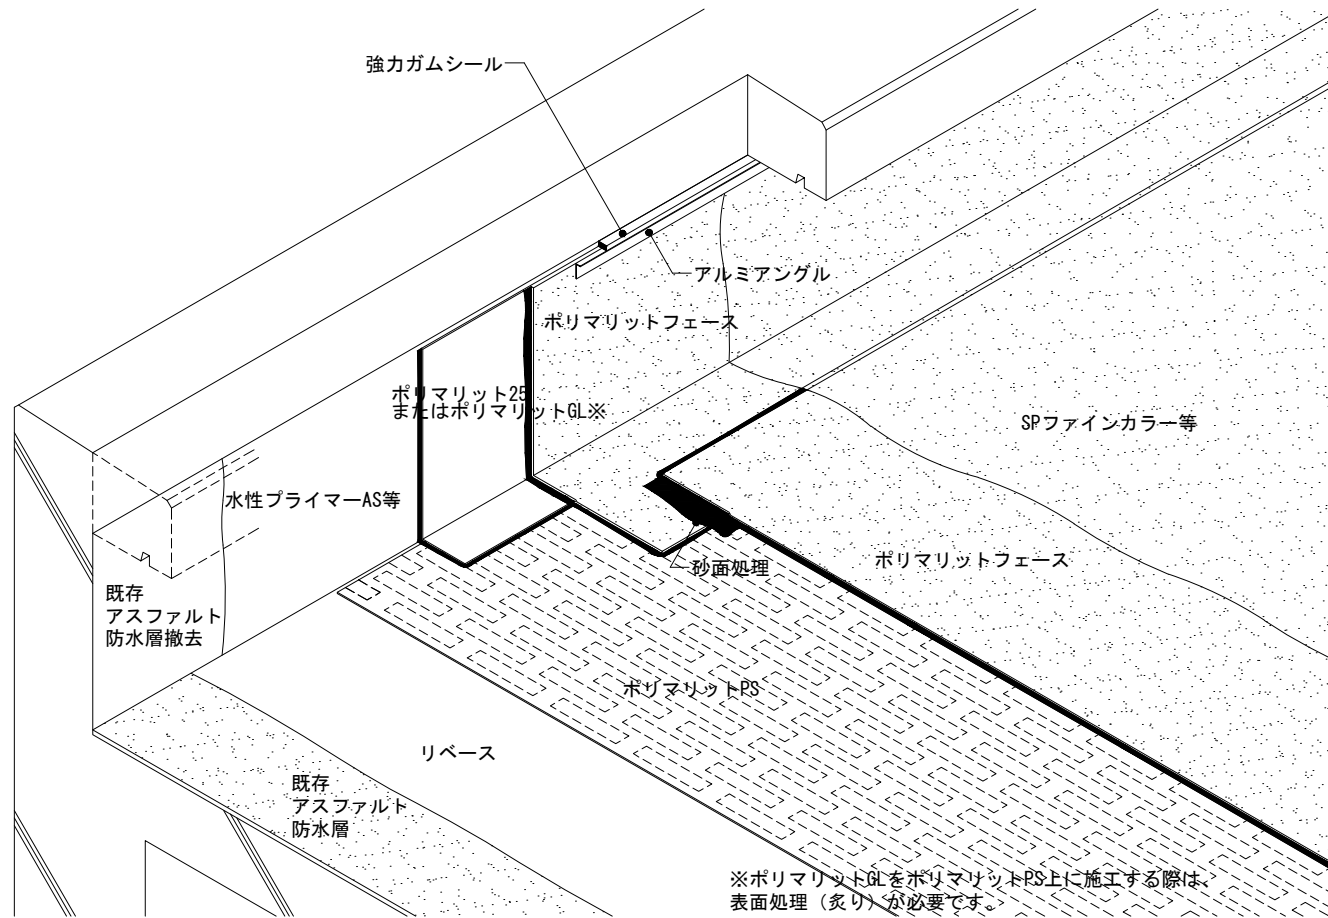 強力ガムシール
アルミアングル
ポリマリットフェース
ポリマリット25
またはポリマリットGL※
SPファインカラー等
水性プライマーAS等
ポリマリットフェース
砂面処理
既存
アスファルト
防水層撤去
ポリマリットPS
リベース
既存
アスファルト
防水層
※ポリマリットGLをポリマリットPS上に施工する際は、
表面処理（炙り）が必要です。